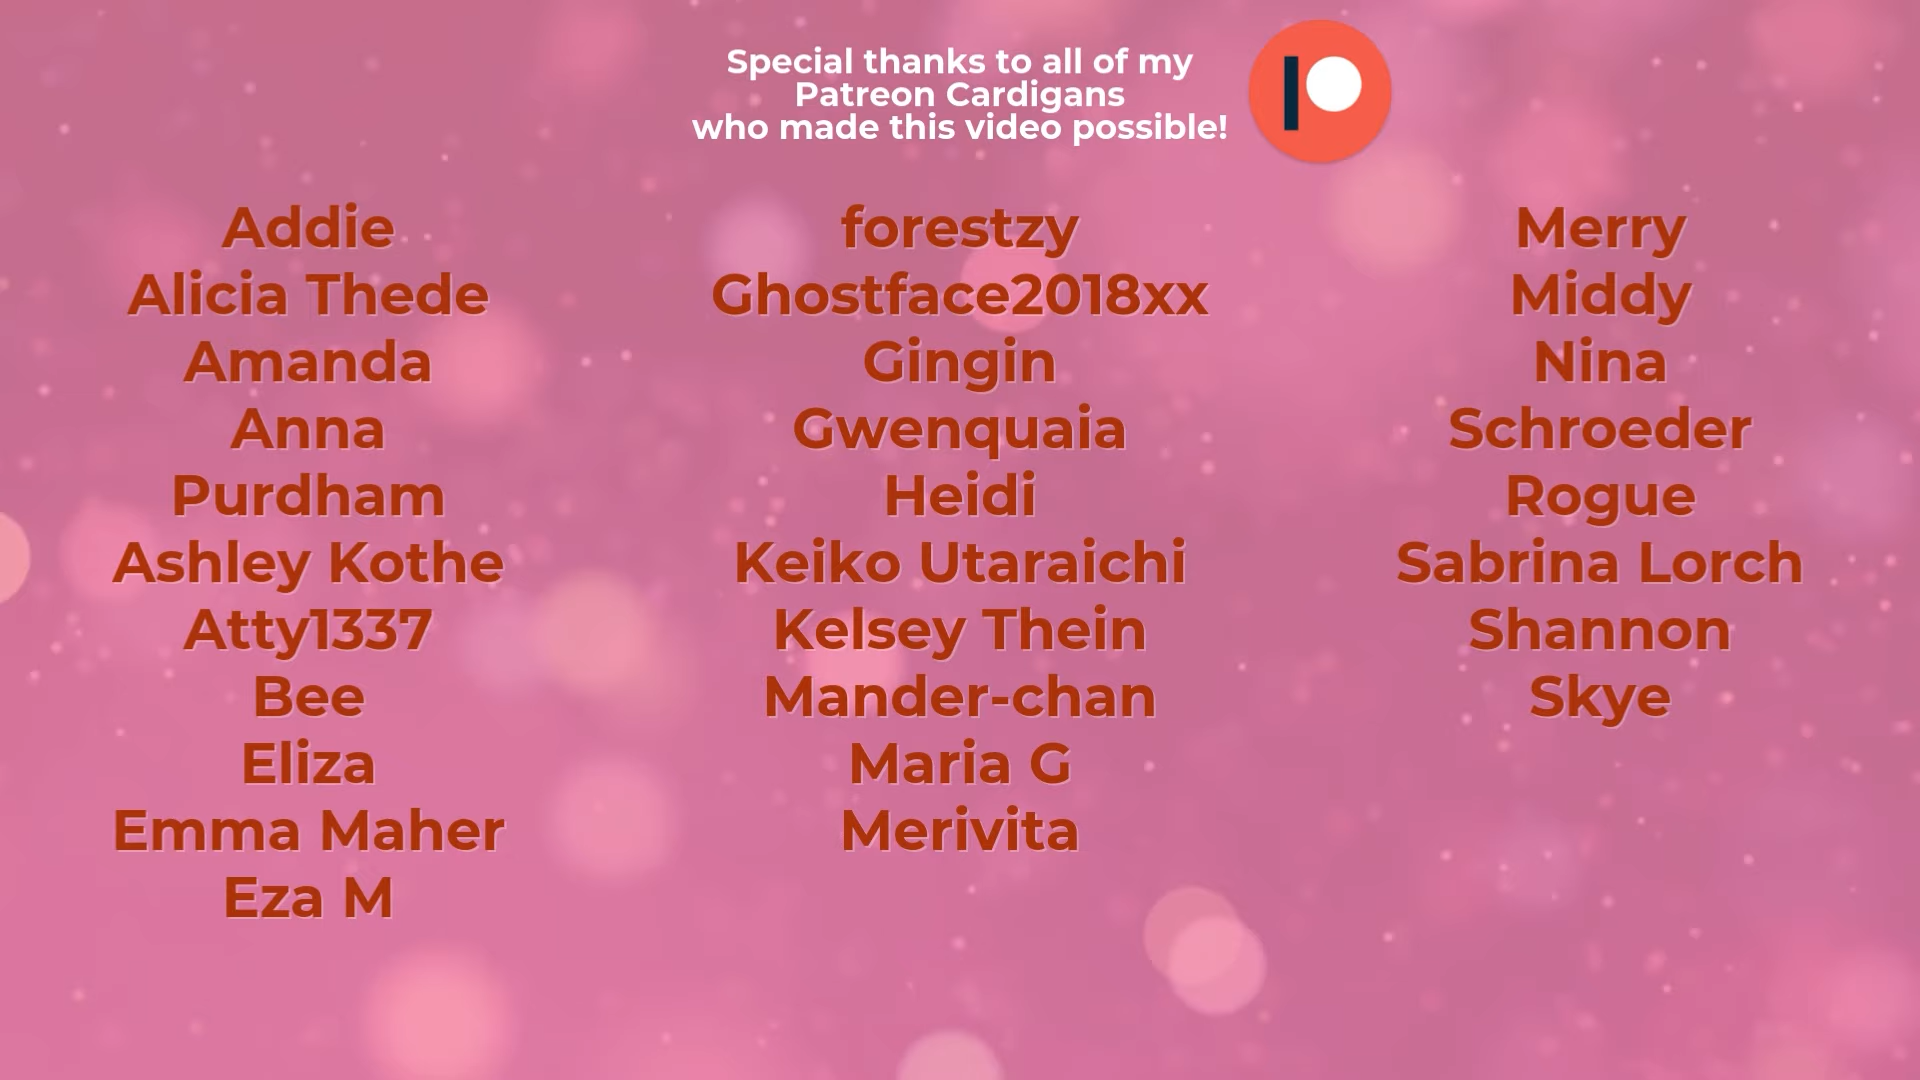 Special thanks to all of my
Patreon Cardigans
who made this video possible!
Addie
Alicia Thede
Amanda
Anna
Purdham
Ashley Kothe
Atty1337
Bee
Eliza
Emma Maher
Eza M
forestzy
Ghostface2018xx
Gingin
Gwenquaia
Heidi
Keiko Utaraichi
Kelsey Thein
Mander-chan
Maria G
Merivita
Merry
Middy
Nina
Schroeder
Rogue
Sabrina Lorch
Shannon
Skye